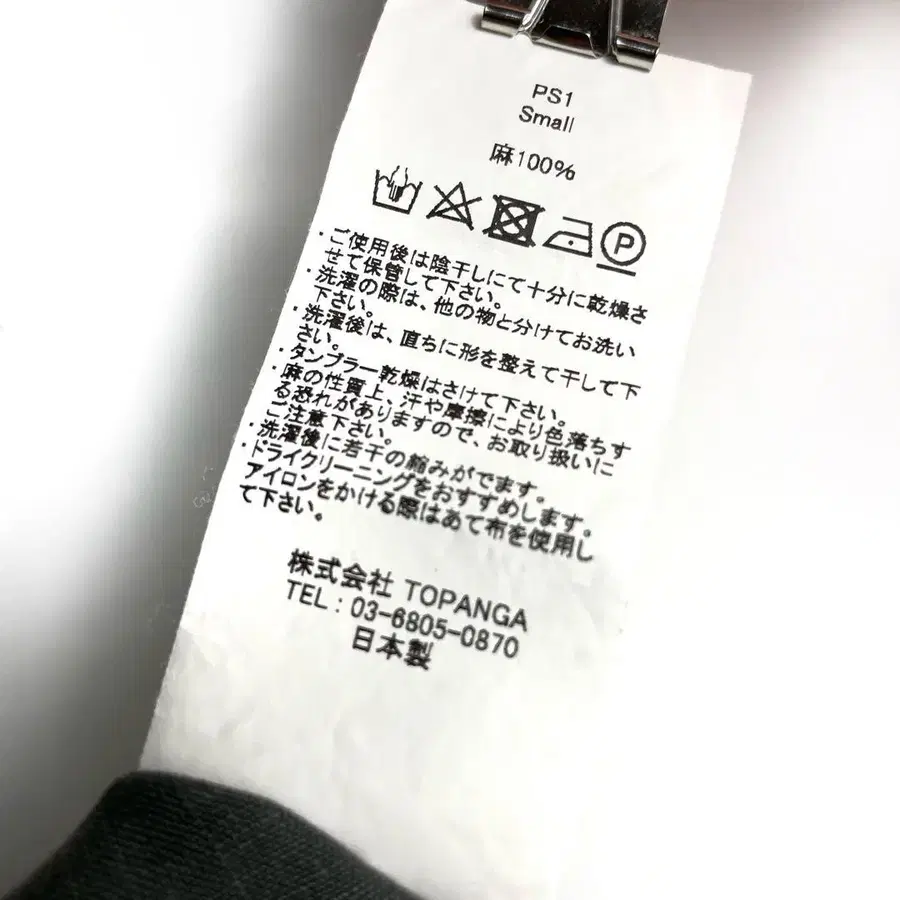 PS1
Small
麻100%
P
・ご使用後は陰干しにて十分に乾燥さ
せて保管して下さい。
・洗濯の際は、他の物と分けてお洗い
下さい。
・洗濯後は、直ちに形を整えて干して下
さい。
・タンブラー乾燥はさけて下さい。
・麻の性質上、汗や摩擦により色落ちす
る恐れがありますので、お取り扱いに
ご注意下さい。
・洗濯後に若干の縮みがでます。
・ドライクリーニングをおすすめします。
アイロンをかける際はあて布を使用し
て下さい。
株式会社 TOPANGA
TEL：03-6805-0870
日本製